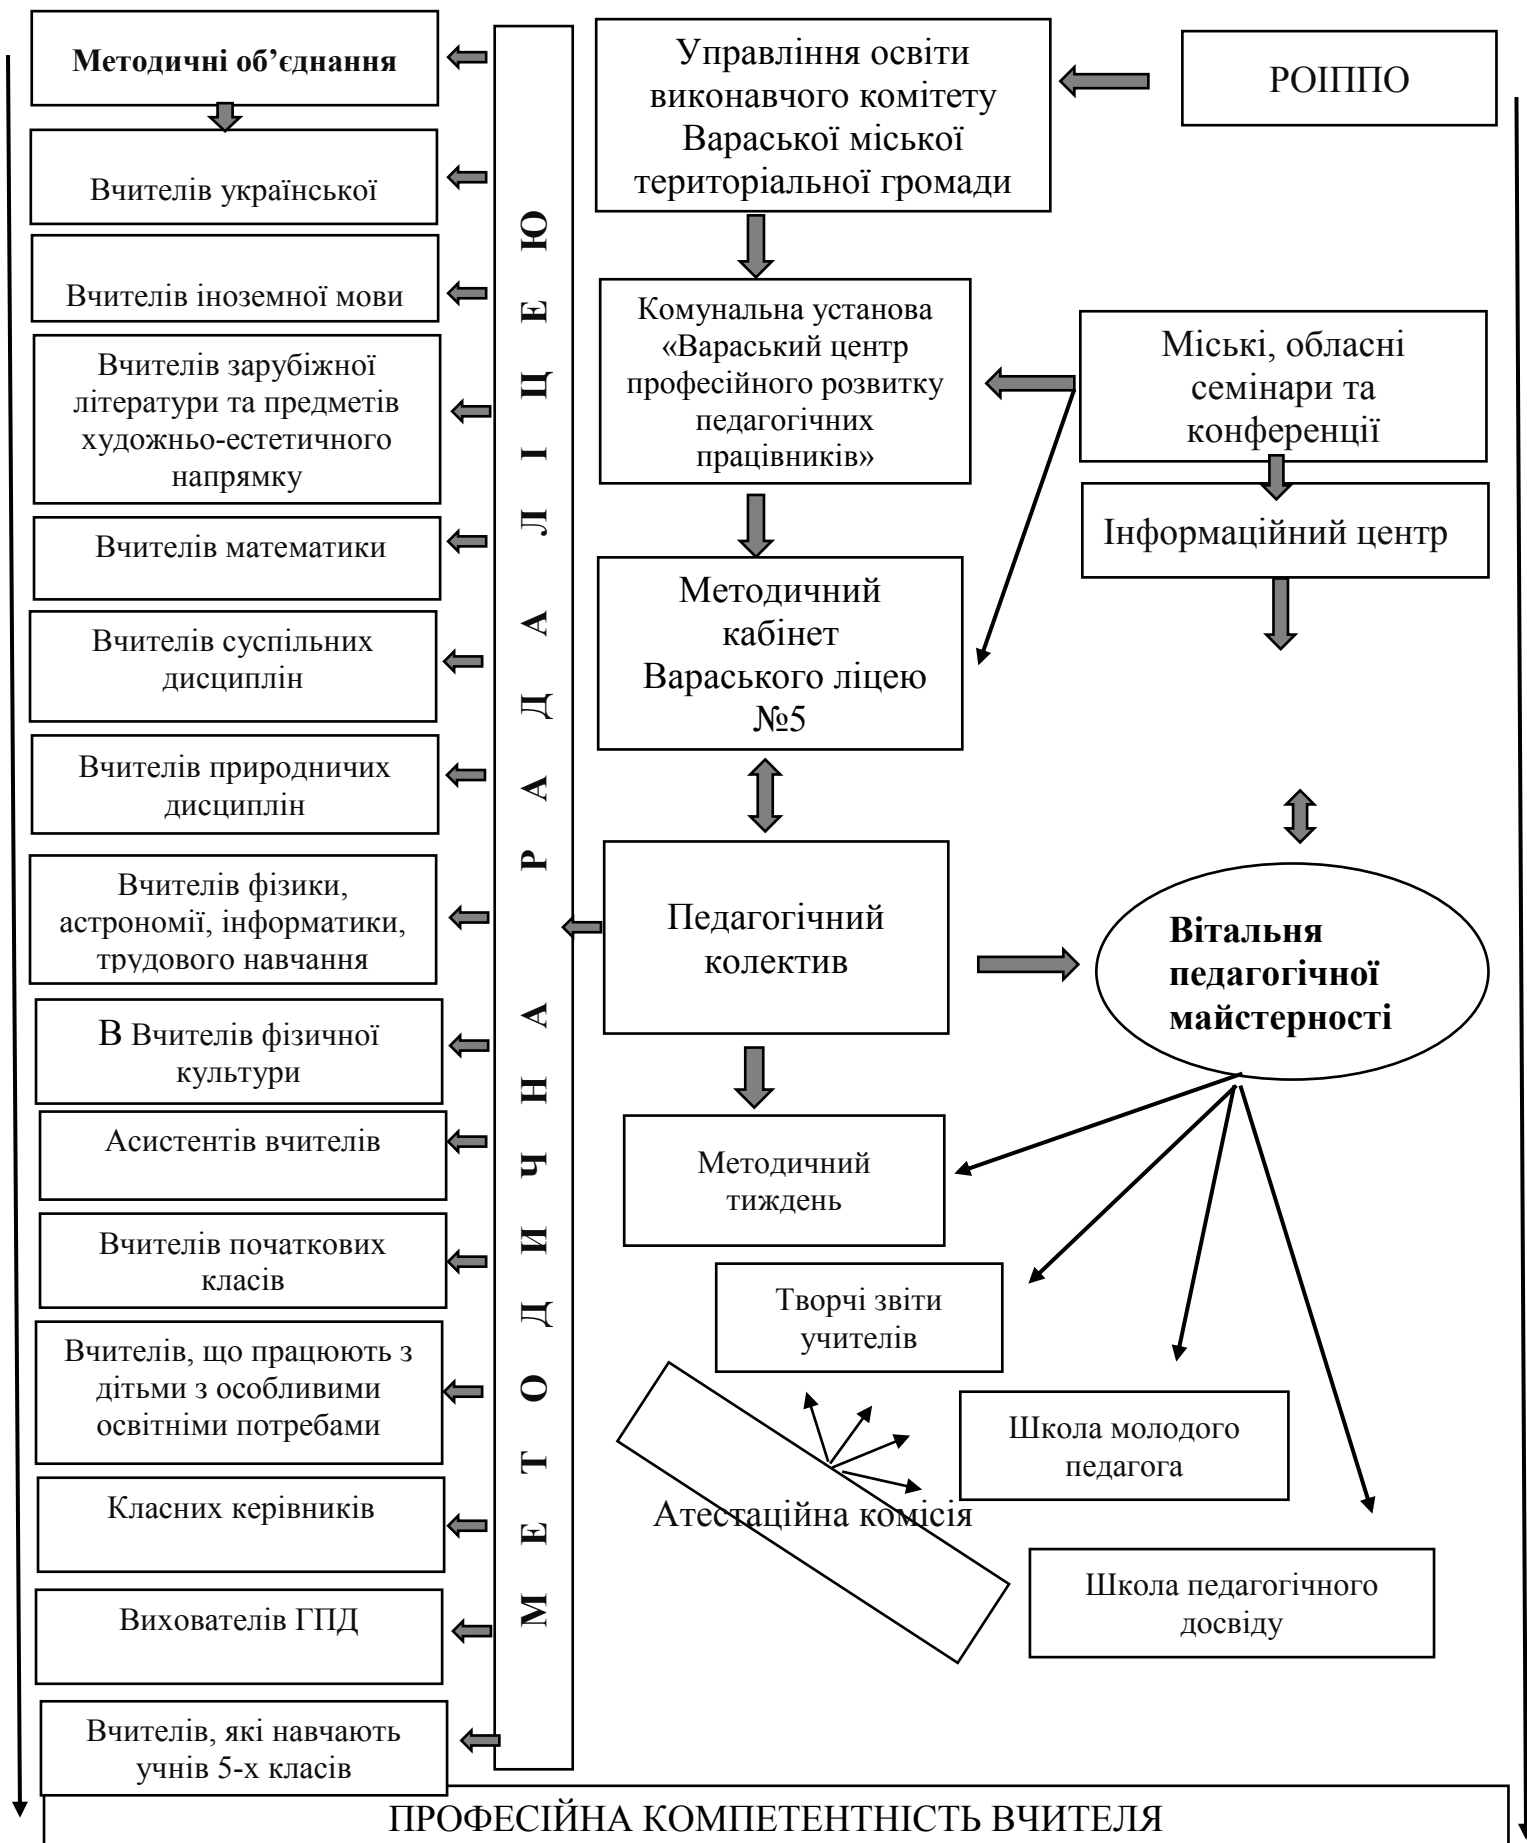 Методичні об’єднання
Вчителів української
Вчителів іноземної мови
Вчителів зарубіжної
літератури та предметів
художньо-естетичного
напрямку
Вчителів математики
Вчителів суспільних
дисциплін
Вчителів природничих
дисциплін
Вчителів фізики,
астрономії, інформатики,
трудового навчання
В Вчителів фізичної
культури
Асистентів вчителів
Вчителів початкових
класів
Вчителів, що працюють з
дітьми з особливими
освітніми потребами
Класних керівників
Вихователів ГПД
Вчителів, які навчають
учнів 5-х класів
М Е Т О Д И Ч Н А Р А Д А Л І Ц Е Ю
Управління освіти
виконавчого комітету
Вараської міської
територіальної громади
РОІППО
Комунальна установа
«Вараський центр
професійного розвитку
педагогічних
працівників»
Міські, обласні
семінари та
конференції
Інформаційний центр
Методичний
кабінет
Вараського ліцею
№5
Педагогічний
колектив
Вітальня
педагогічної
майстерності
Методичний
тиждень
Творчі звіти
учителів
Школа молодого
педагога
Атестаційна комісія
Школа педагогічного
досвіду
ПРОФЕСІЙНА КОМПЕТЕНТНІСТЬ ВЧИТЕЛЯ